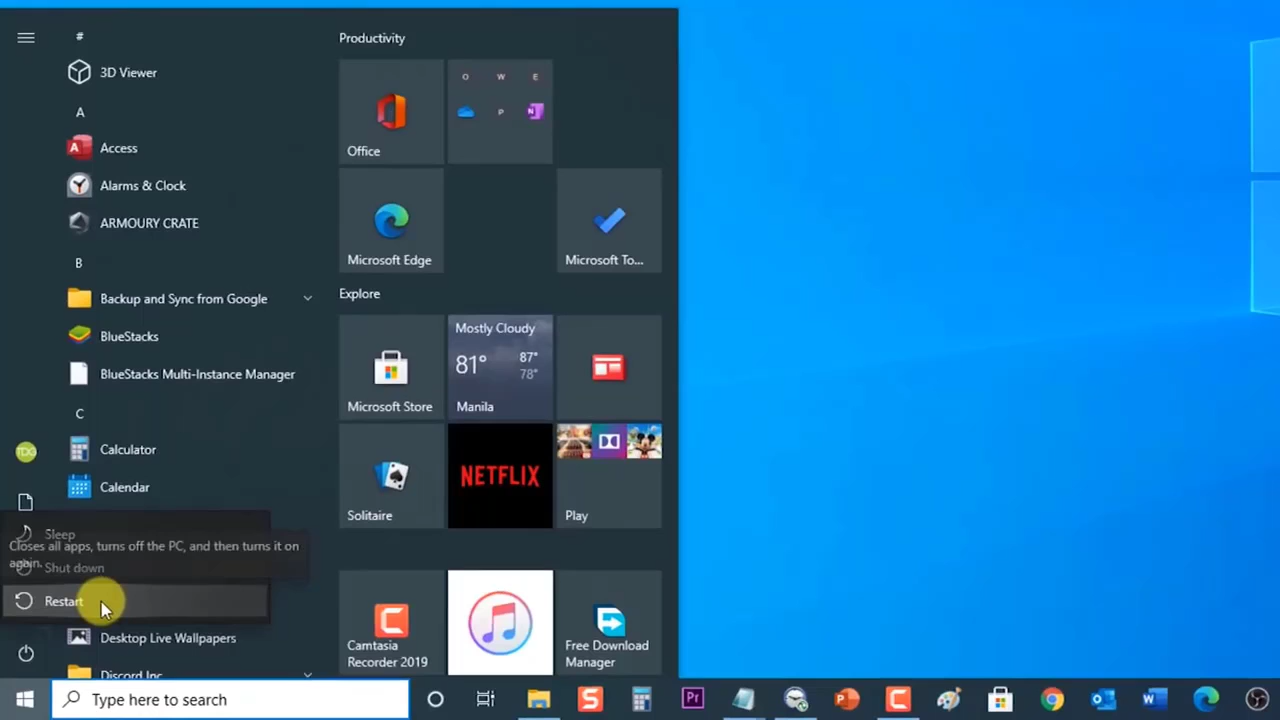 #
3D Viewer
A
Access
Alarms & Clock
ARMOURY CRATE
B
Backup and Sync from Google
BlueStacks
BlueStacks Multi-Instance Manager
C
Calculator
Calendar
TDG
Sleep
Closes all apps, turns off the PC, and then turns it on
again.
Shut down
Restart
Desktop Live Wallpapers
Discord Inc
Productivity
Office
O W E
P N
Microsoft Edge
Microsoft To...
Explore
Microsoft Store
Mostly Cloudy
81° 87°
78°
Manila
Solitaire
NETFLIX
Play
Camtasia
Recorder 2019
Free Download
Manager
Type here to search
S
Pr
P
C
W